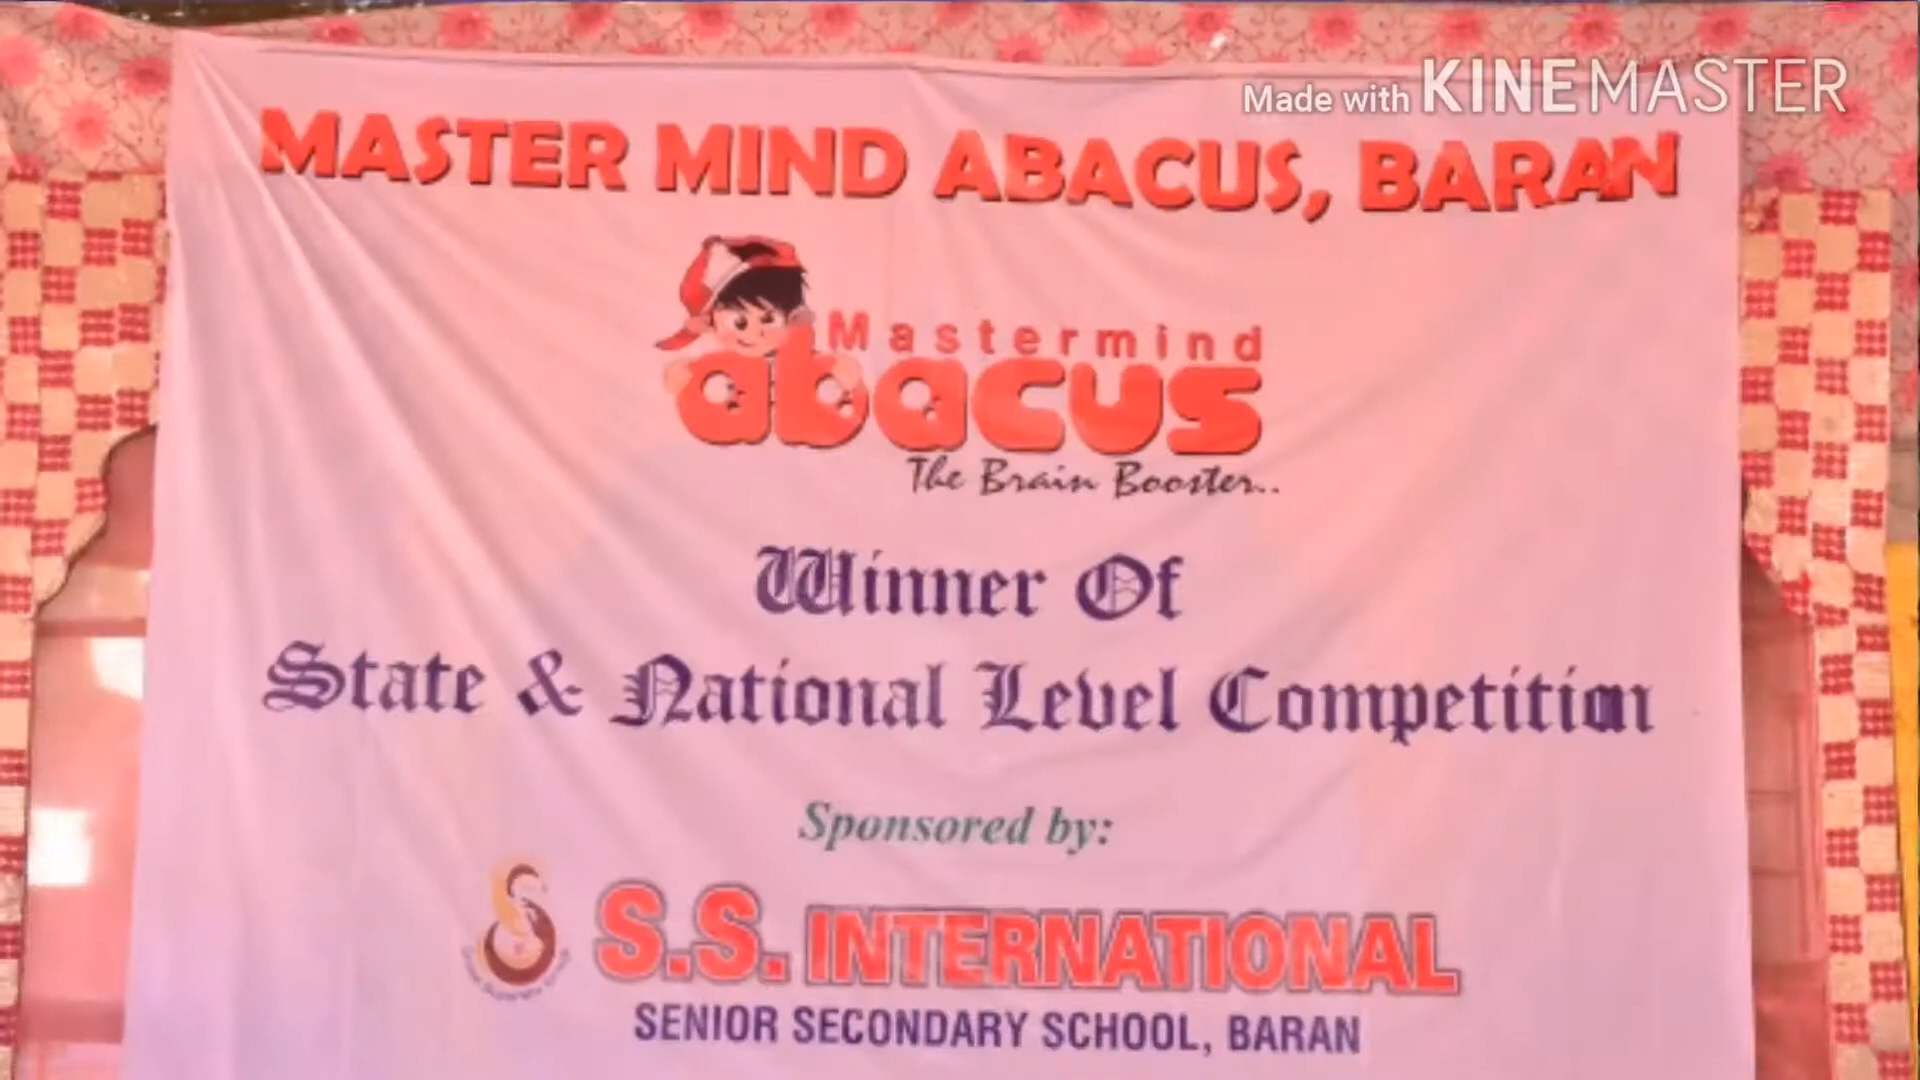 Made with KINEMASTER
MASTER MIND ABACUS, BARAN
Mastermind
abacus
The Brain Booster..
Winner Of
State & National Level Competition
Sponsored by:
S.S. INTERNATIONAL
SENIOR SECONDARY SCHOOL, BARAN